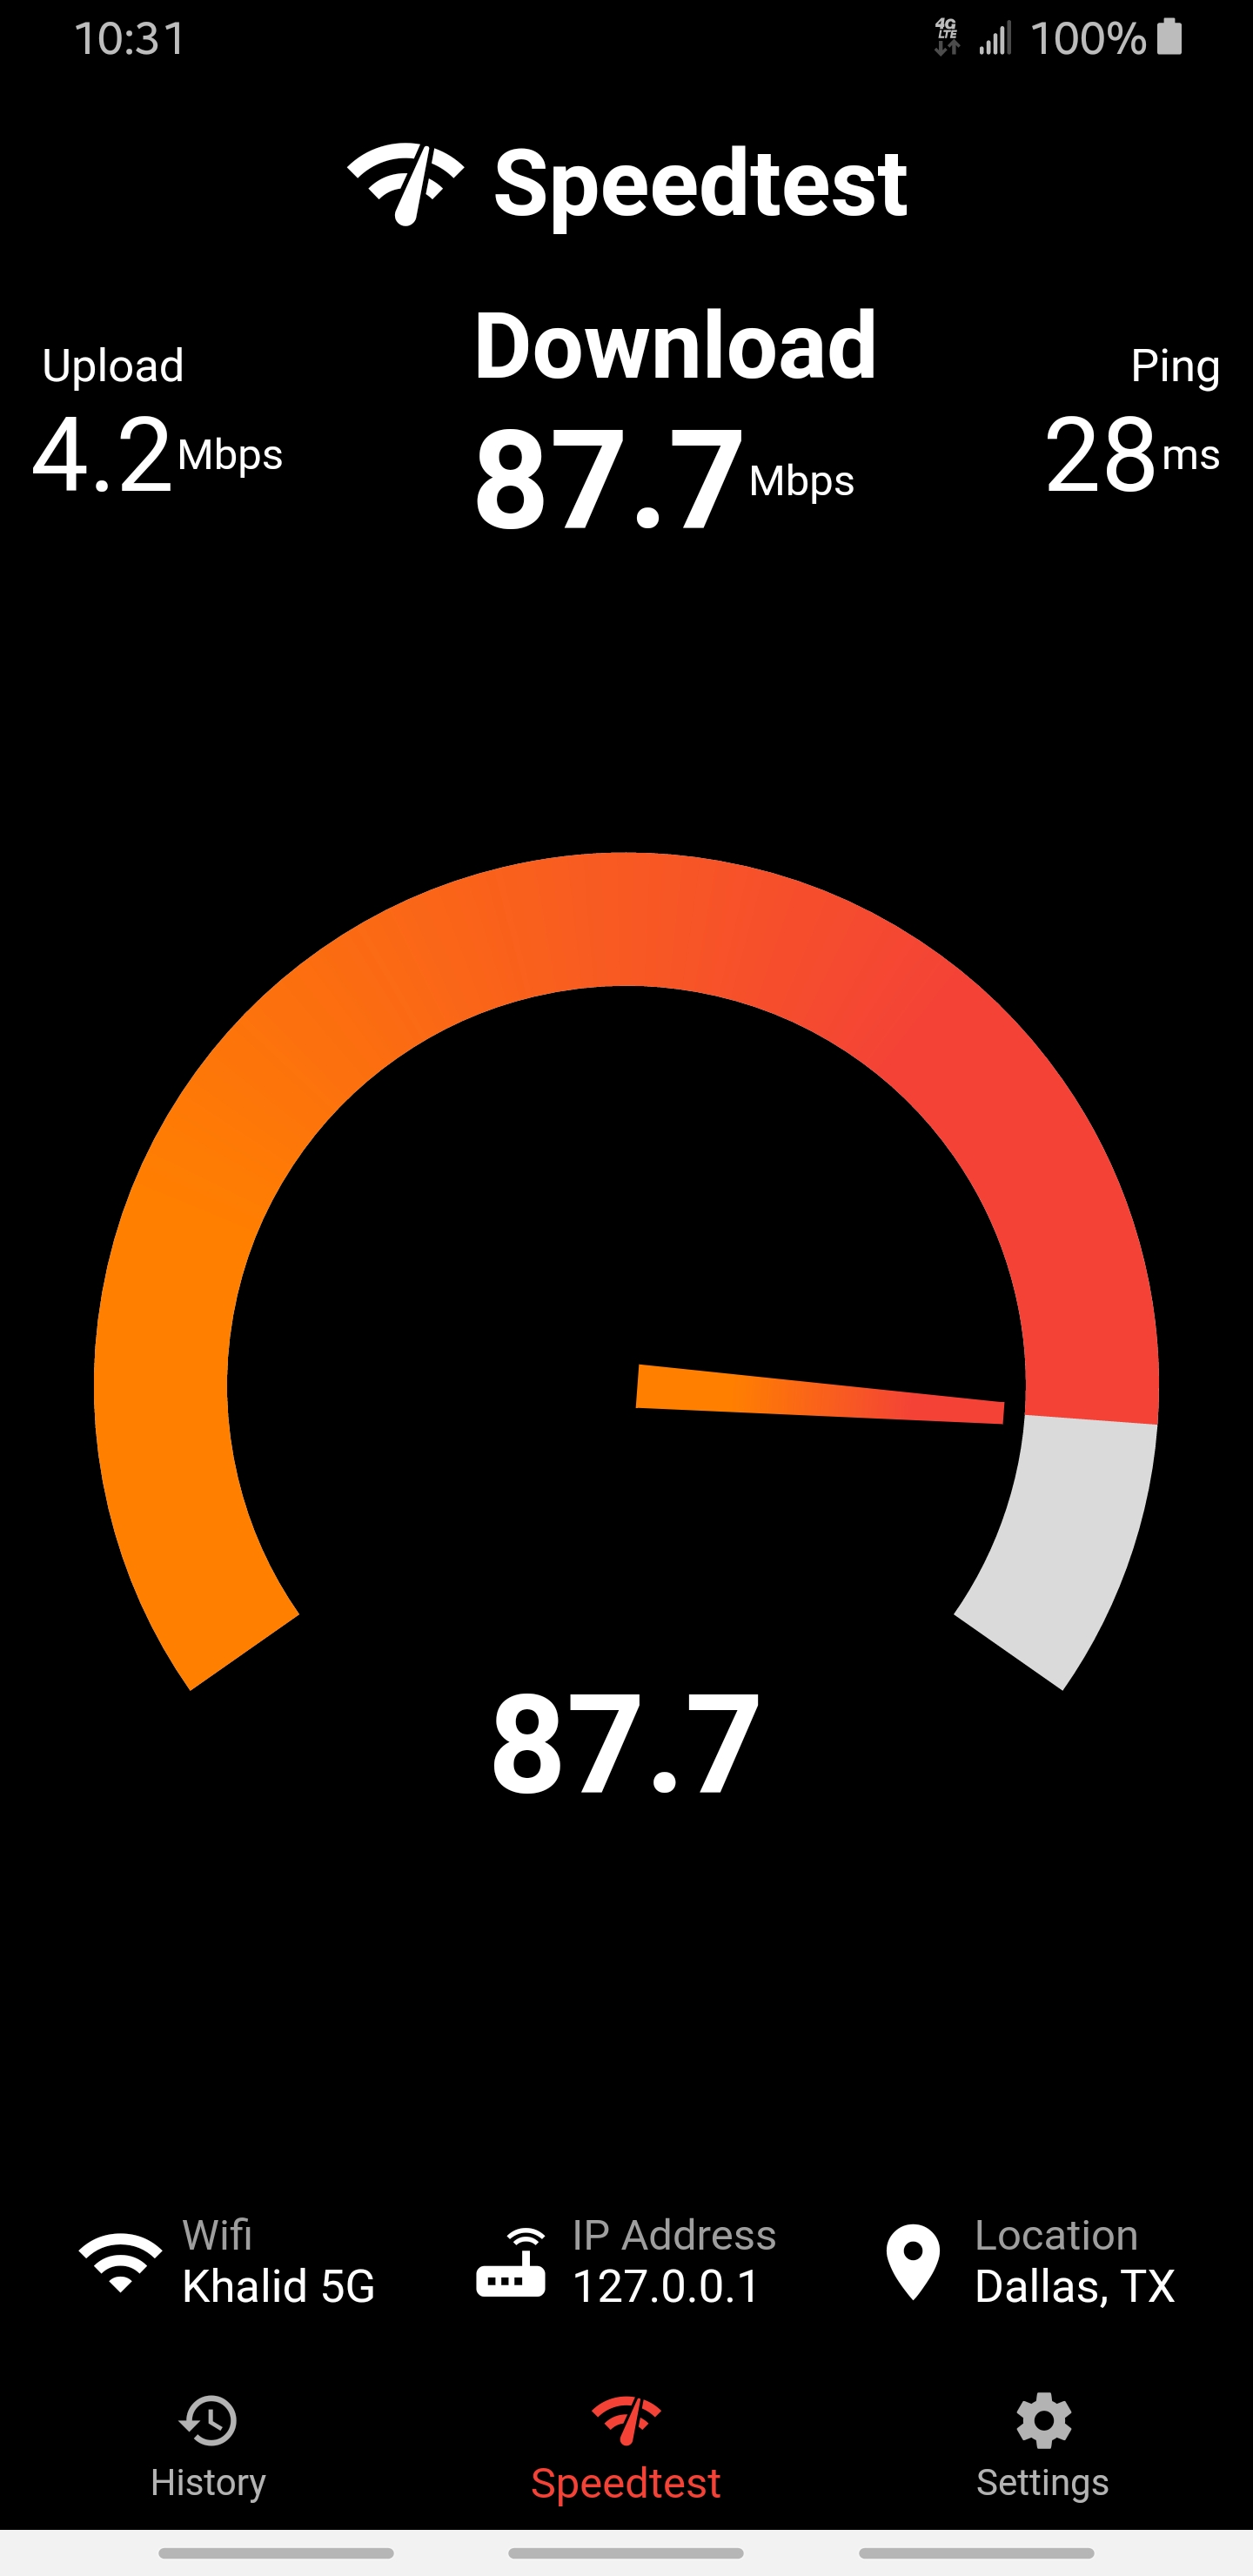 10:31
4G LTE 100%
Speedtest
Upload
4.2 Mbps
Download
87.7 Mbps
Ping
28 ms
87.7
Wifi
Khalid 5G
IP Address
127.0.0.1
Location
Dallas, TX
History
Speedtest
Settings